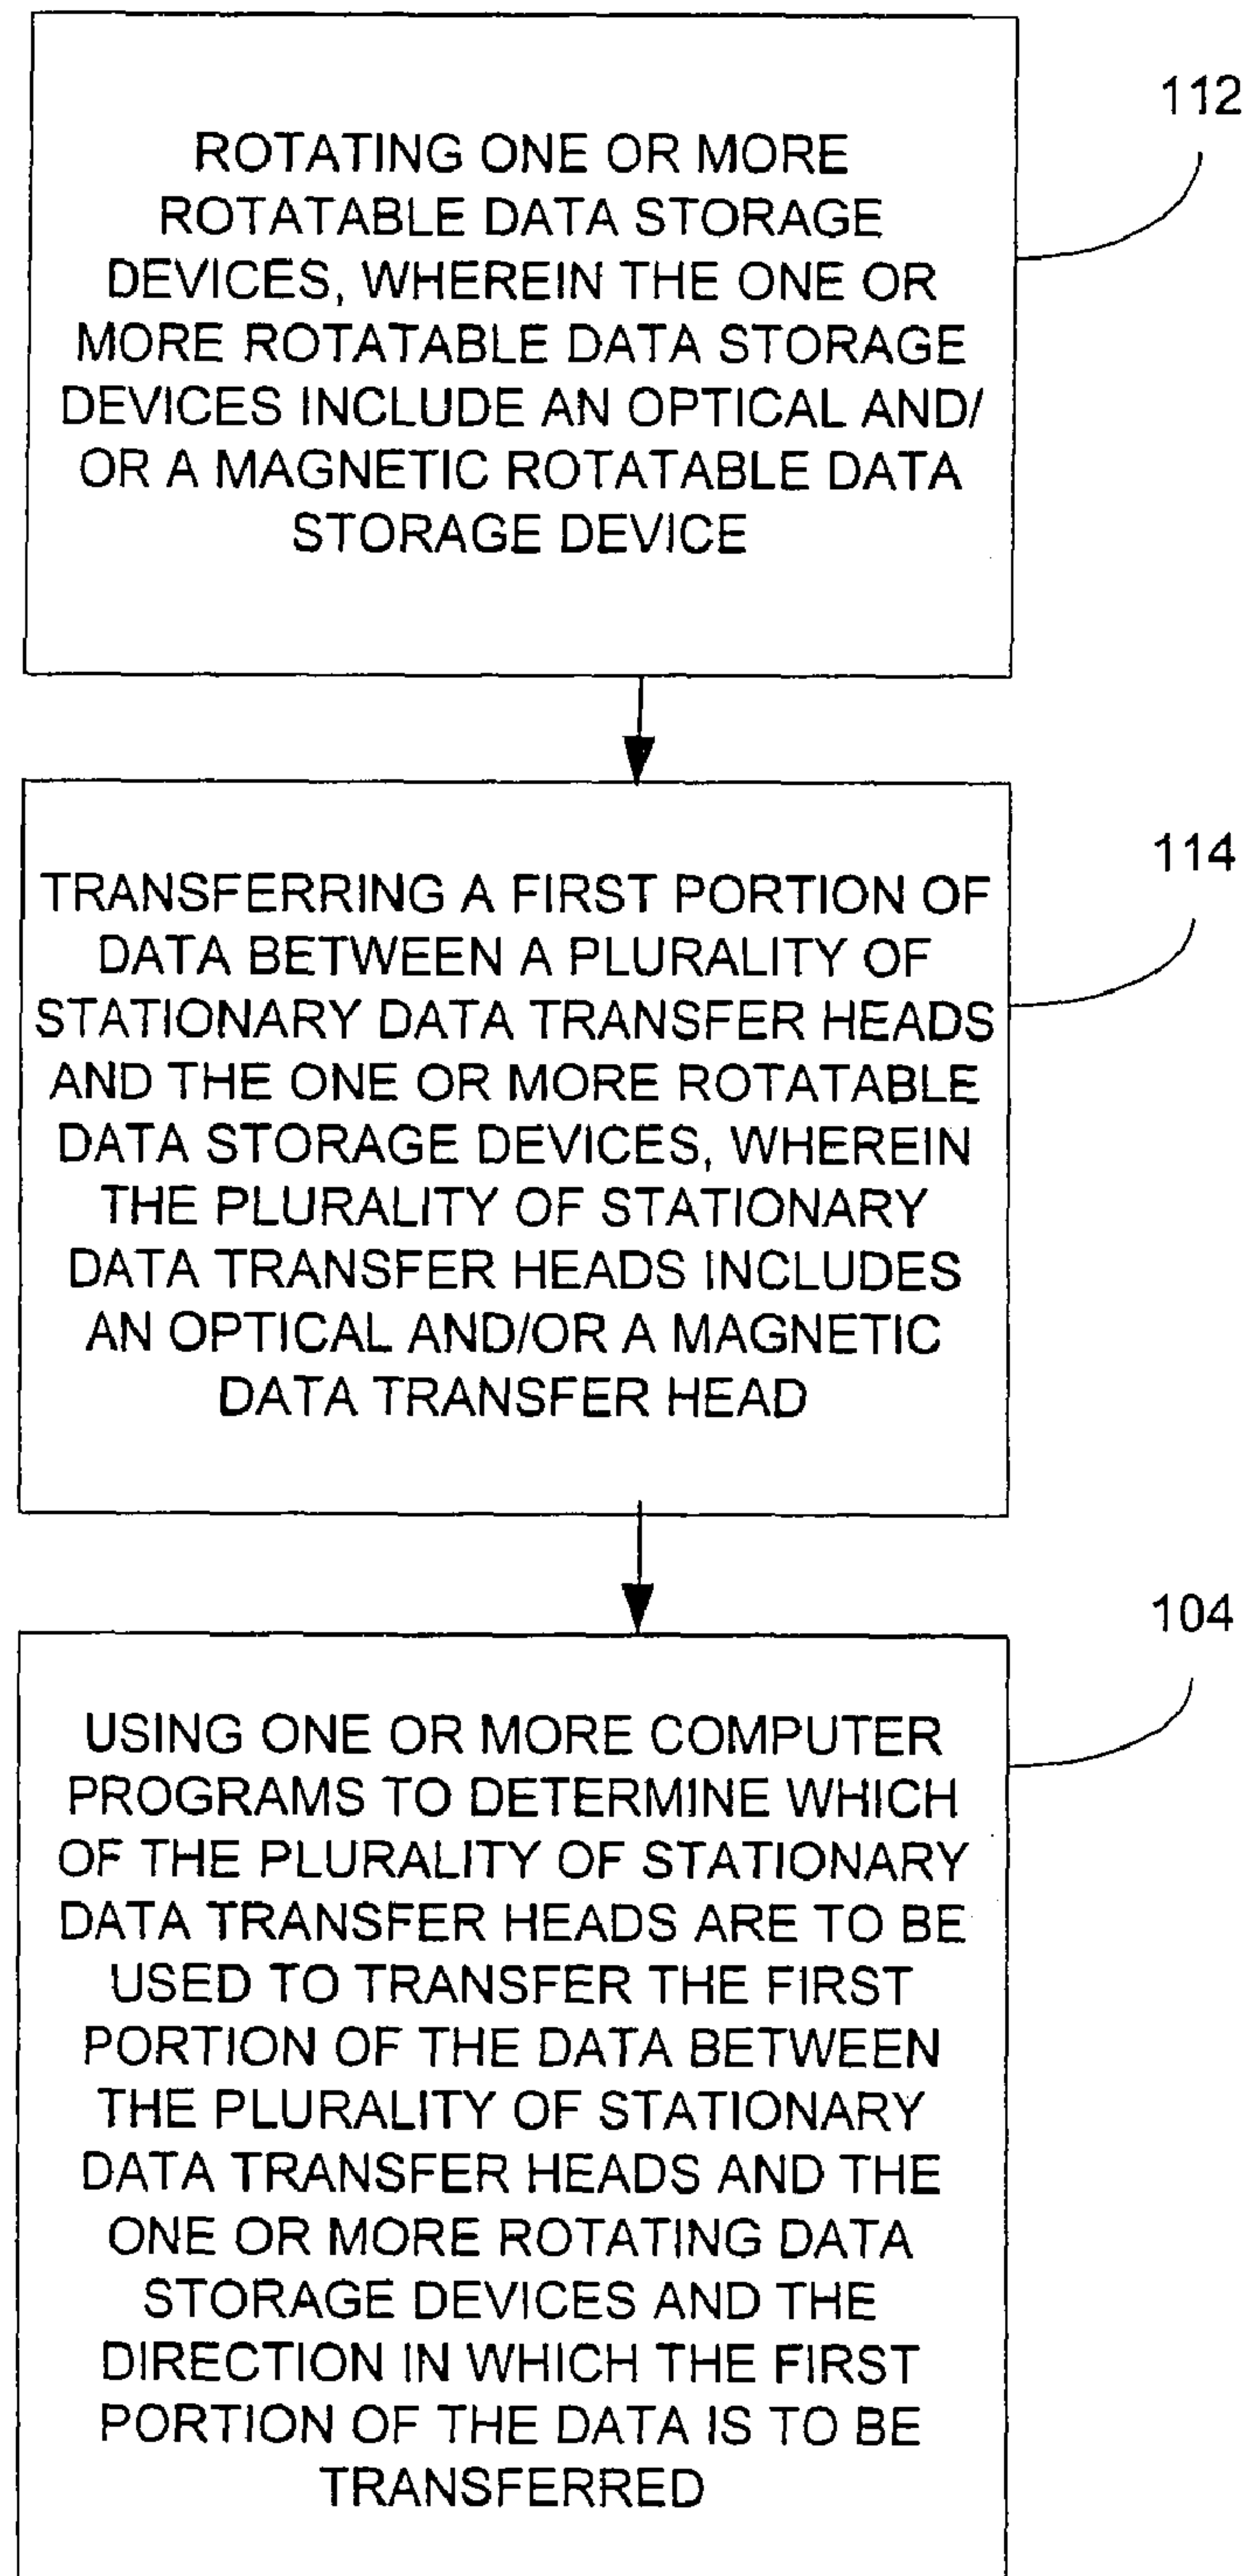 112
ROTATING ONE OR MORE
ROTATABLE DATA STORAGE
DEVICES, WHEREIN THE ONE OR
MORE ROTATABLE DATA STORAGE
DEVICES INCLUDE AN OPTICAL AND/
OR A MAGNETIC ROTATABLE DATA
STORAGE DEVICE
114
TRANSFERRING A FIRST PORTION OF
DATA BETWEEN A PLURALITY OF
STATIONARY DATA TRANSFER HEADS
AND THE ONE OR MORE ROTATABLE
DATA STORAGE DEVICES, WHEREIN
THE PLURALITY OF STATIONARY
DATA TRANSFER HEADS INCLUDES
AN OPTICAL AND/OR A MAGNETIC
DATA TRANSFER HEAD
104
USING ONE OR MORE COMPUTER
PROGRAMS TO DETERMINE WHICH
OF THE PLURALITY OF STATIONARY
DATA TRANSFER HEADS ARE TO BE
USED TO TRANSFER THE FIRST
PORTION OF THE DATA BETWEEN
THE PLURALITY OF STATIONARY
DATA TRANSFER HEADS AND THE
ONE OR MORE ROTATING DATA
STORAGE DEVICES AND THE
DIRECTION IN WHICH THE FIRST
PORTION OF THE DATA IS TO BE
TRANSFERRED